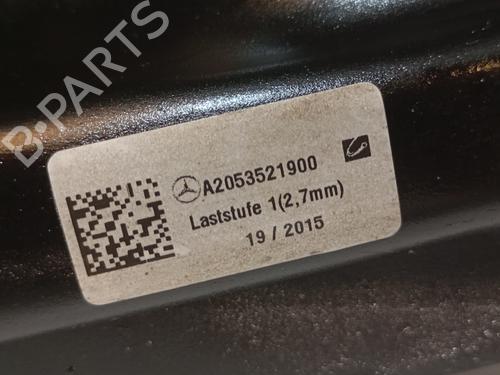 B-PARTS
A2053521900
Laststufe 1(2,7mm)
19 / 2015